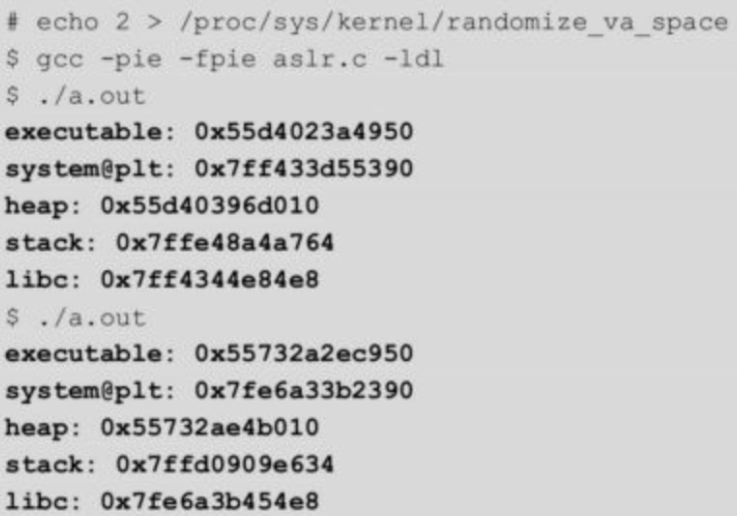 # echo 2 > /proc/sys/kernel/randomize_va_space
$ gcc -pie -fpie aslr.c -ldl
$ ./a.out
executable: 0x55d4023a4950
system@plt: 0x7ff433d55390
heap: 0x55d40396d010
stack: 0x7ffe48a4a764
libc: 0x7ff4344e84e8
$ ./a.out
executable: 0x55732a2ec950
system@plt: 0x7fe6a33b2390
heap: 0x55732ae4b010
stack: 0x7ffd0909e634
libc: 0x7fe6a3b454e8